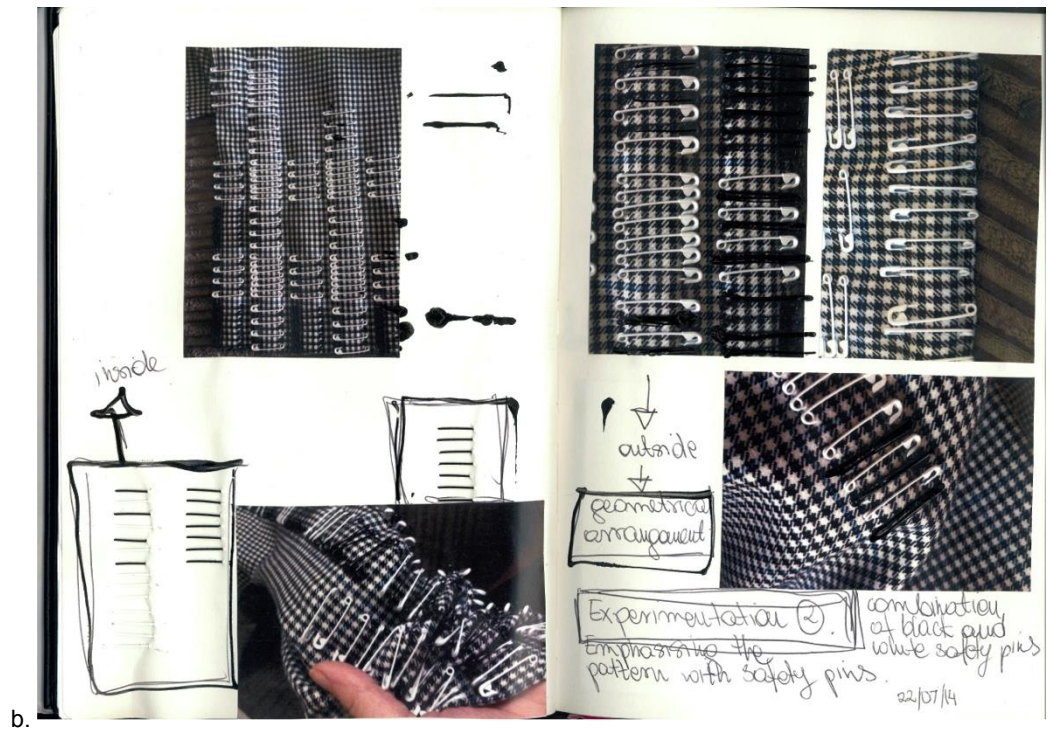 inside
outside
geometrical
arrangament
Experimentation 2.
combination
of black and
white safety pins
Emphasising the
pattern with safety pins.
22/07/14
b.